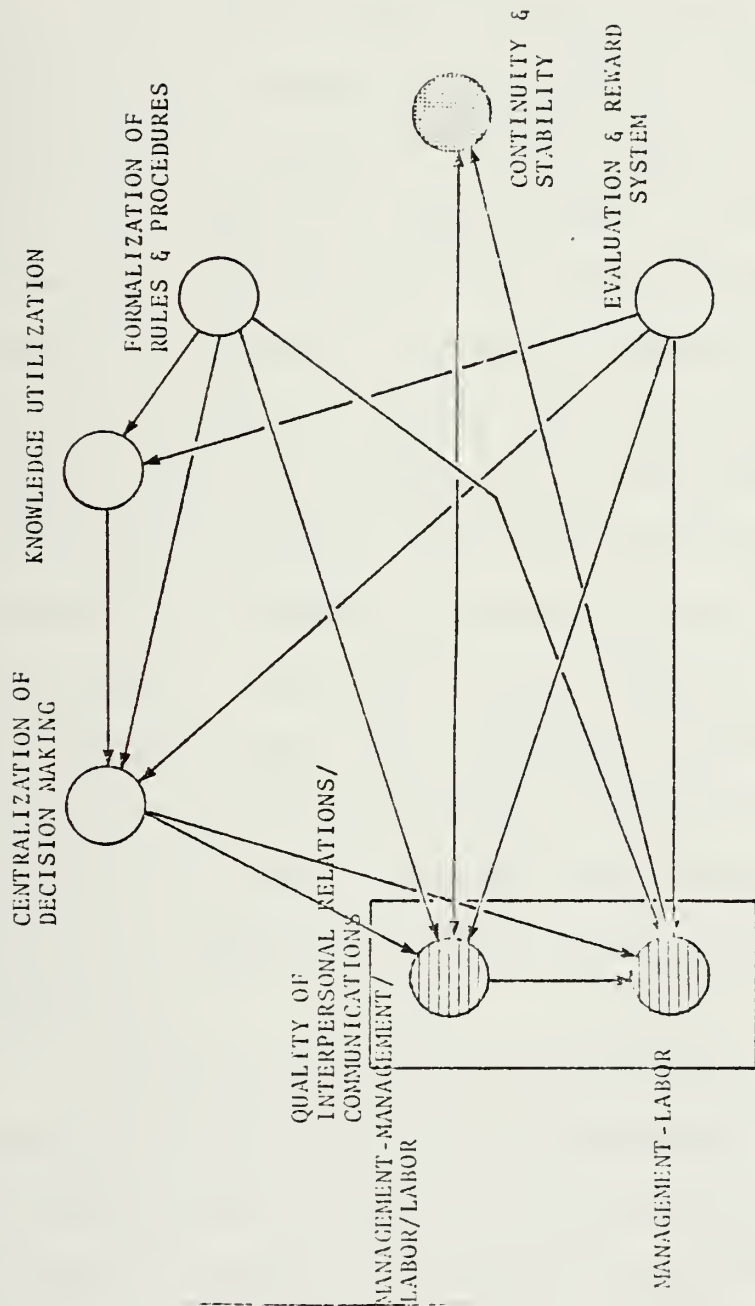 CENTRALIZATION OF
DECISION MAKING
KNOWLEDGE UTILIZATION
FORMALIZATION OF
RULES & PROCEDURES
QUALITY OF
INTERPERSONAL RELATIONS/
COMMUNICATIONS
MANAGEMENT-MANAGEMENT/
LABOR/LABOR
CONTINUITY &
STABILITY
MANAGEMENT-LABOR
EVALUATION & REWARD
SYSTEM